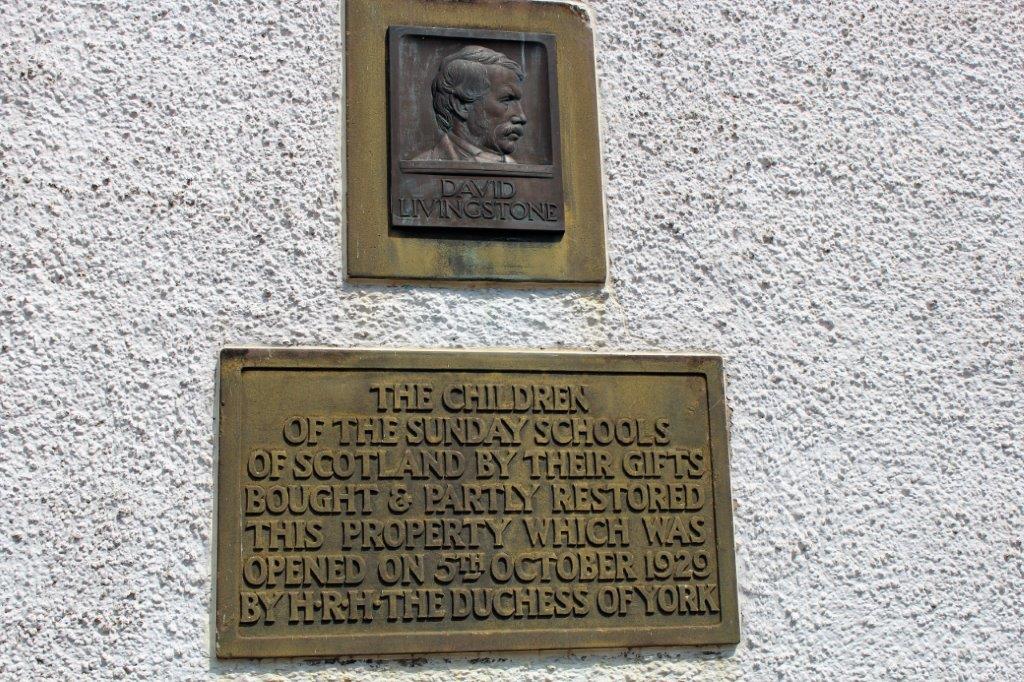 DAVID
LIVINGSTONE
THE CHILDREN
OF THE SUNDAY SCHOOLS
OF SCOTLAND BY THEIR GIFTS
BOUGHT & PARTLY RESTORED
THIS PROPERTY WHICH WAS
OPENED ON 5TH OCTOBER 1929
BY H·R·H·THE DUCHESS OF YORK